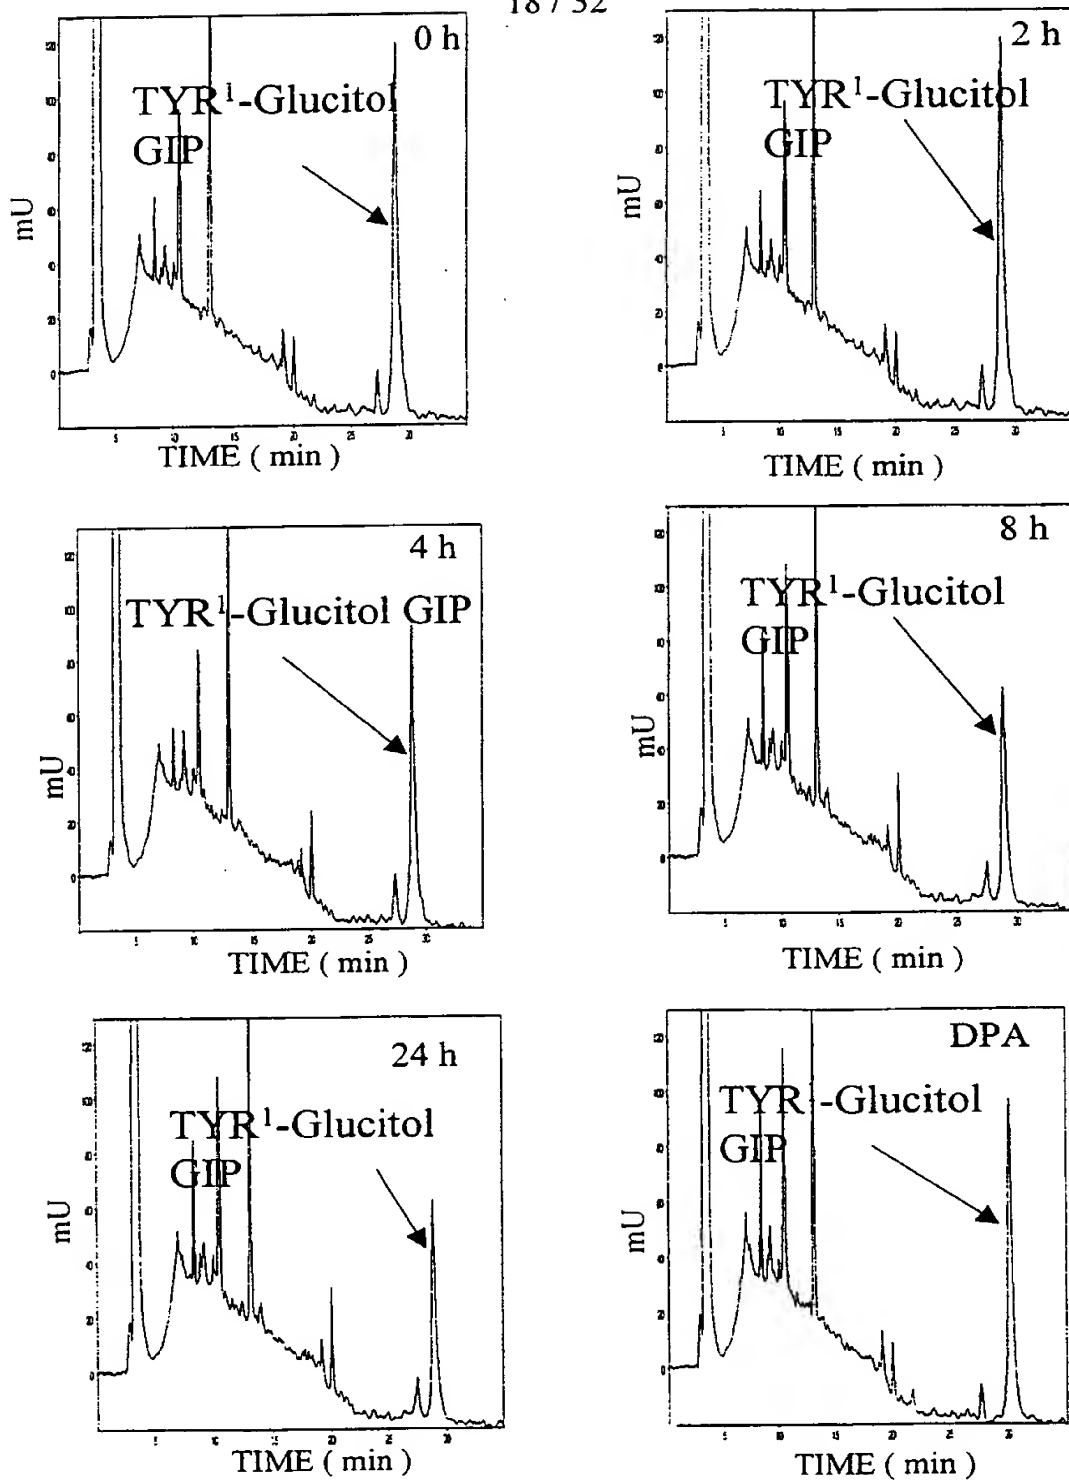 18 / 32
0 h
TYR¹-Glucitol
GIP
mU
TIME ( min )
2 h
TYR¹-Glucitol
GIP
mU
TIME ( min )
4 h
TYR¹-Glucitol GIP
mU
TIME ( min )
8 h
TYR¹-Glucitol
GIP
mU
TIME ( min )
24 h
TYR¹-Glucitol
GIP
mU
TIME ( min )
DPA
TYR¹-Glucitol
GIP
mU
TIME ( min )